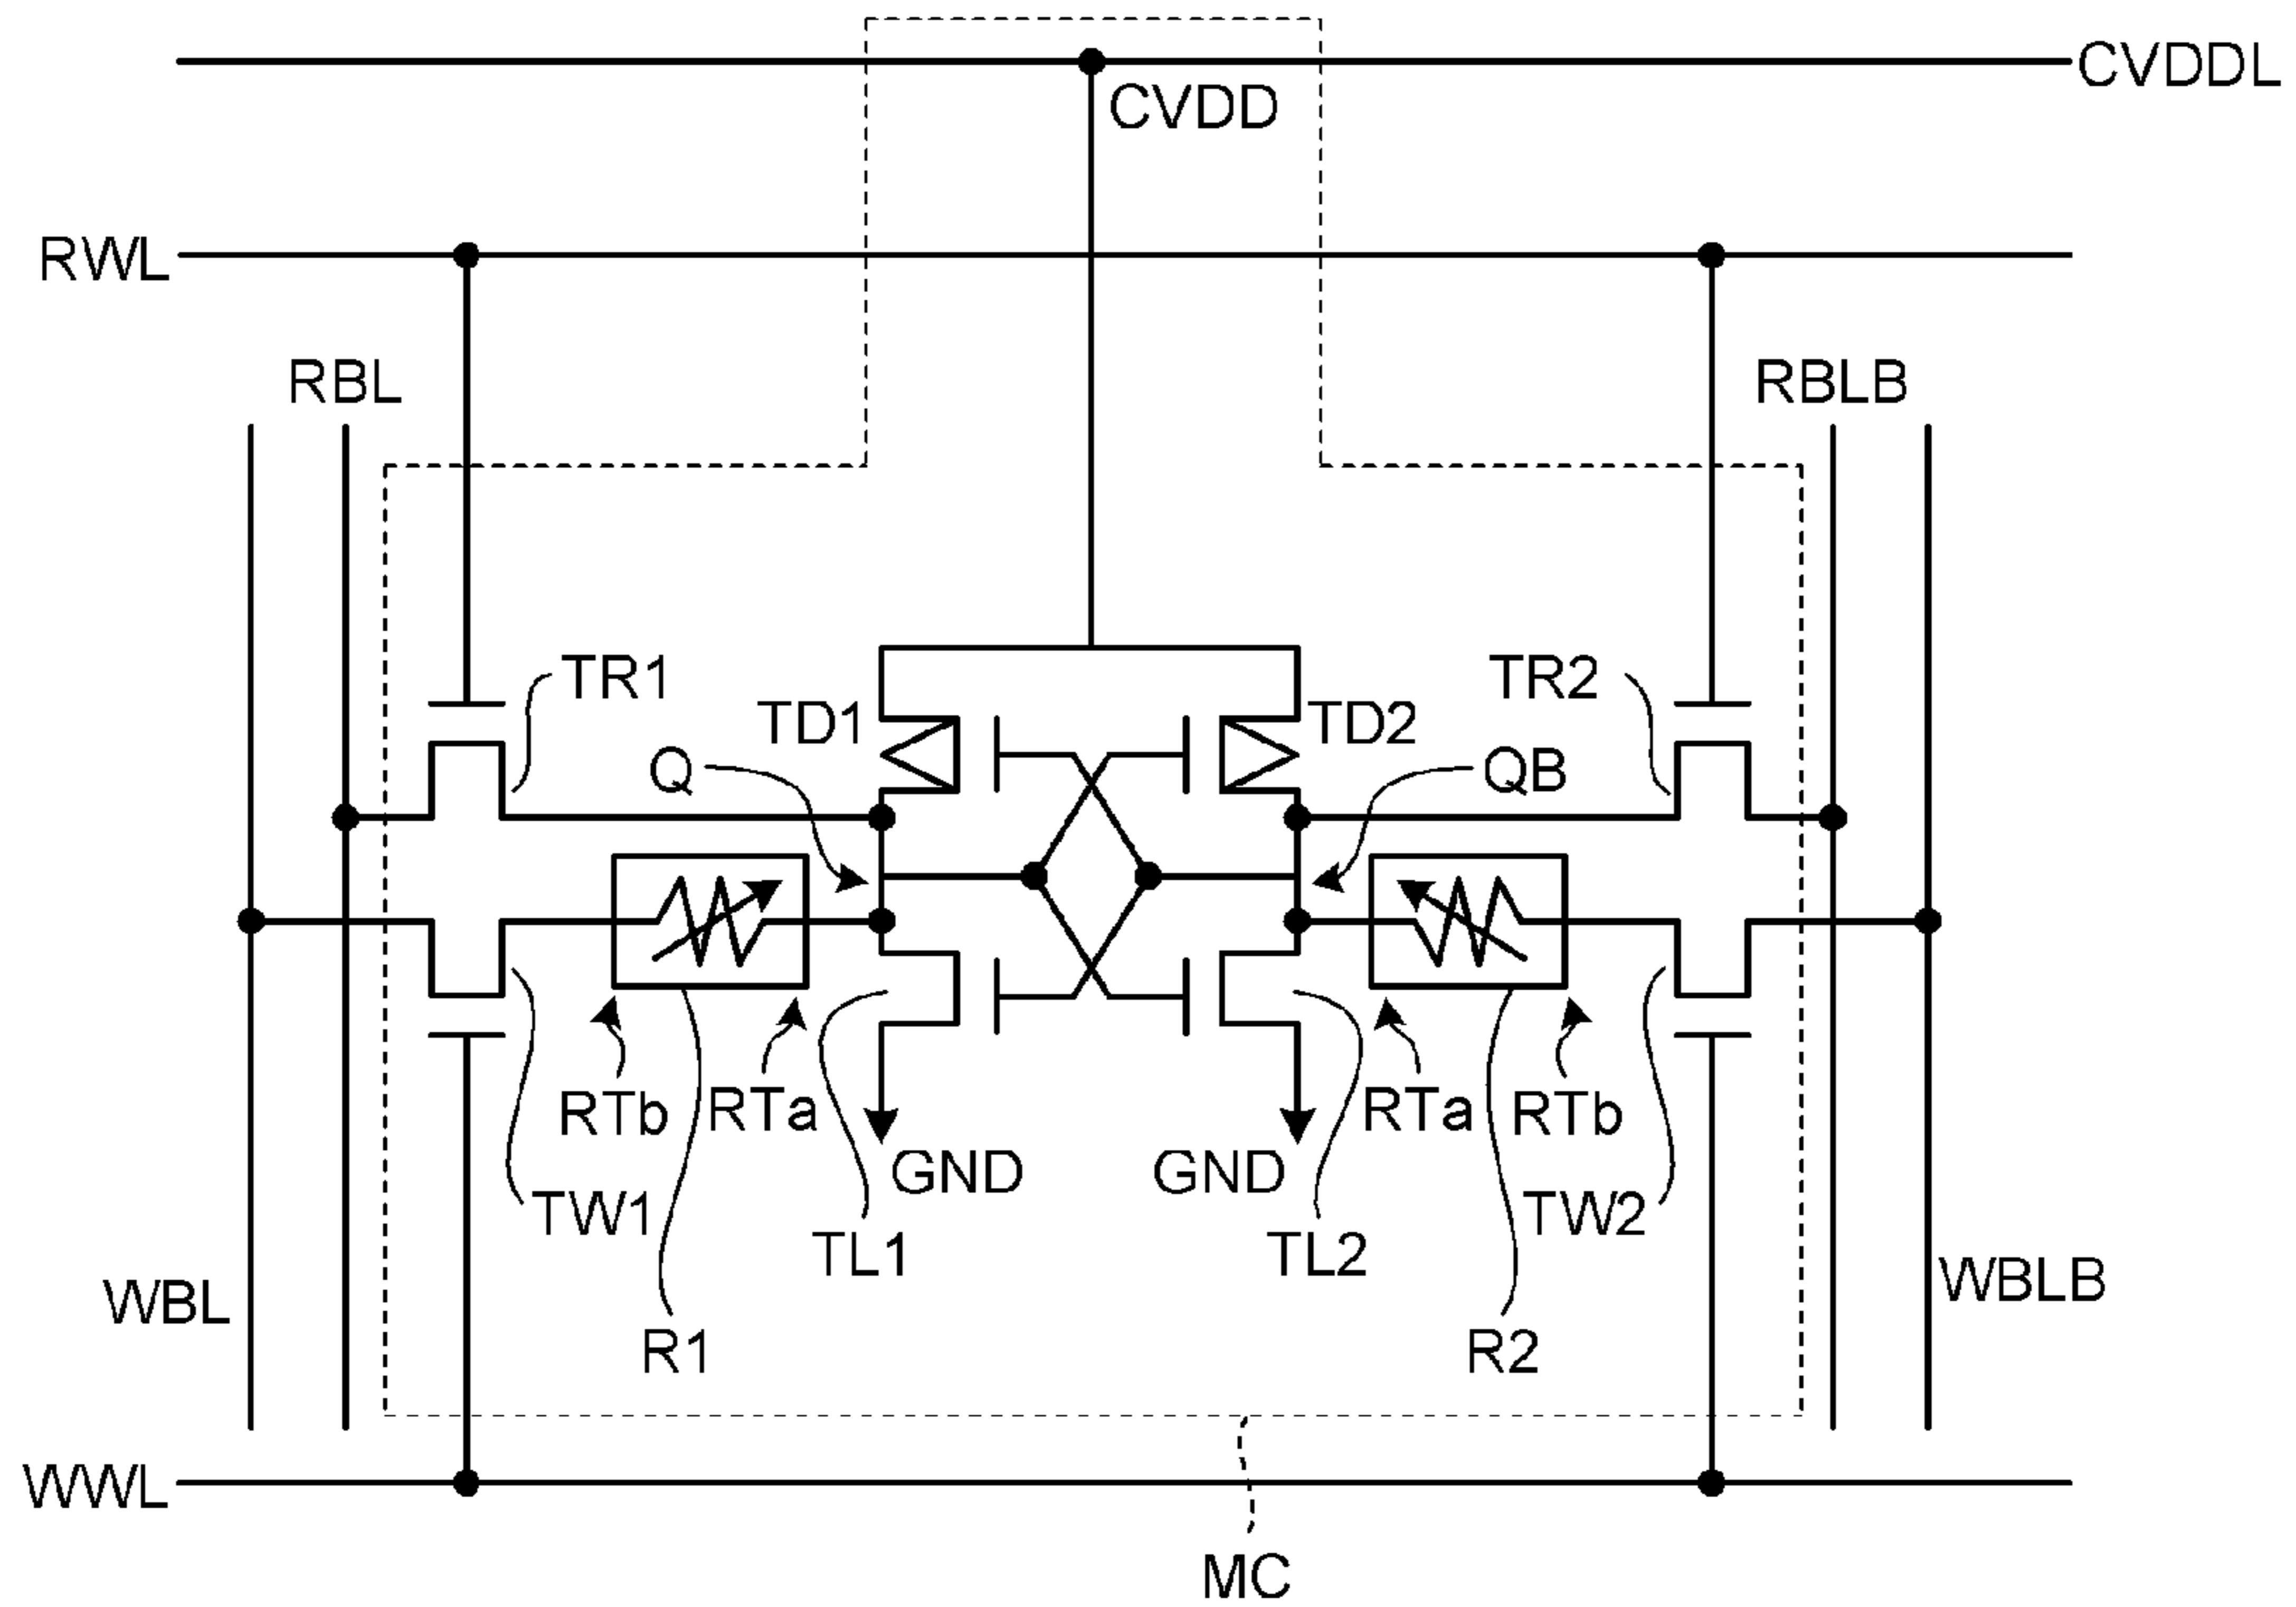 CVDDL
CVDD
RWL
RBL
RBLB
TR1
TR2
TD1
TD2
Q
QB
RTb
RTa
RTa
RTb
GND
GND
TW1
TW2
TL1
TL2
WBL
WBLB
R1
R2
WWL
MC